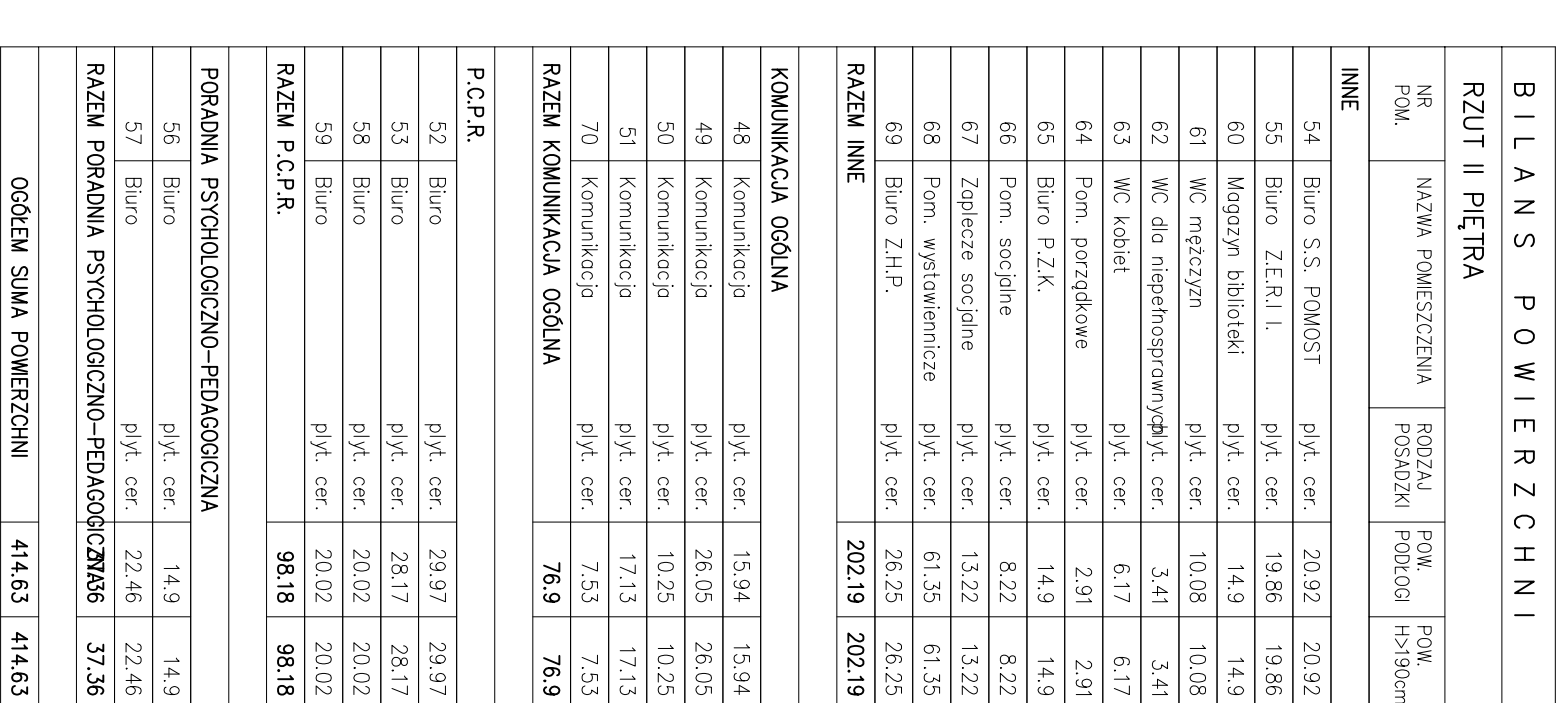 BILANS POWIERZCHNI
RZUT II PIĘTRA
NR POM. NAZWA POMIESZCZENIA RODZAJ POSADZKI POW. PODŁOGI POW. H>190cm
INNE
54 Biuro S.S. POMOST plyt. cer. 20.92 20.92
55 Biuro Z.E.R.I I. plyt. cer. 19.86 19.86
60 Magazyn biblioteki plyt. cer. 14.9 14.9
61 WC mężczyzn plyt. cer. 10.08 10.08
62 WC dla niepełnosprawnych plyt. cer. 3.41 3.41
63 WC kobiet plyt. cer. 6.17 6.17
64 Pom. porządkowe plyt. cer. 2.91 2.91
65 Biuro P.Z.K. plyt. cer. 14.9 14.9
66 Pom. socjalne plyt. cer. 8.22 8.22
67 Zaplecze socjalne plyt. cer. 13.22 13.22
68 Pom. wystawiennicze plyt. cer. 61.35 61.35
69 Biuro Z.H.P. plyt. cer. 26.25 26.25
RAZEM INNE 202.19 202.19
KOMUNIKACJA OGÓLNA
48 Komunikacja plyt. cer. 15.94 15.94
49 Komunikacja plyt. cer. 26.05 26.05
50 Komunikacja plyt. cer. 10.25 10.25
51 Komunikacja plyt. cer. 17.13 17.13
70 Komunikacja plyt. cer. 7.53 7.53
RAZEM KOMUNIKACJA OGÓLNA 76.9 76.9
P.C.P.R.
52 Biuro plyt. cer. 29.97 29.97
53 Biuro plyt. cer. 28.17 28.17
58 Biuro plyt. cer. 20.02 20.02
59 Biuro plyt. cer. 20.02 20.02
RAZEM P.C.P.R. 98.18 98.18
PORADNIA PSYCHOLOGICZNO-PEDAGOGICZNA
56 Biuro plyt. cer. 14.9 14.9
57 Biuro plyt. cer. 22.46 22.46
RAZEM PORADNIA PSYCHOLOGICZNO-PEDAGOGICZNA 37.36 37.36
OGÓŁEM SUMA POWIERZCHNI 414.63 414.63